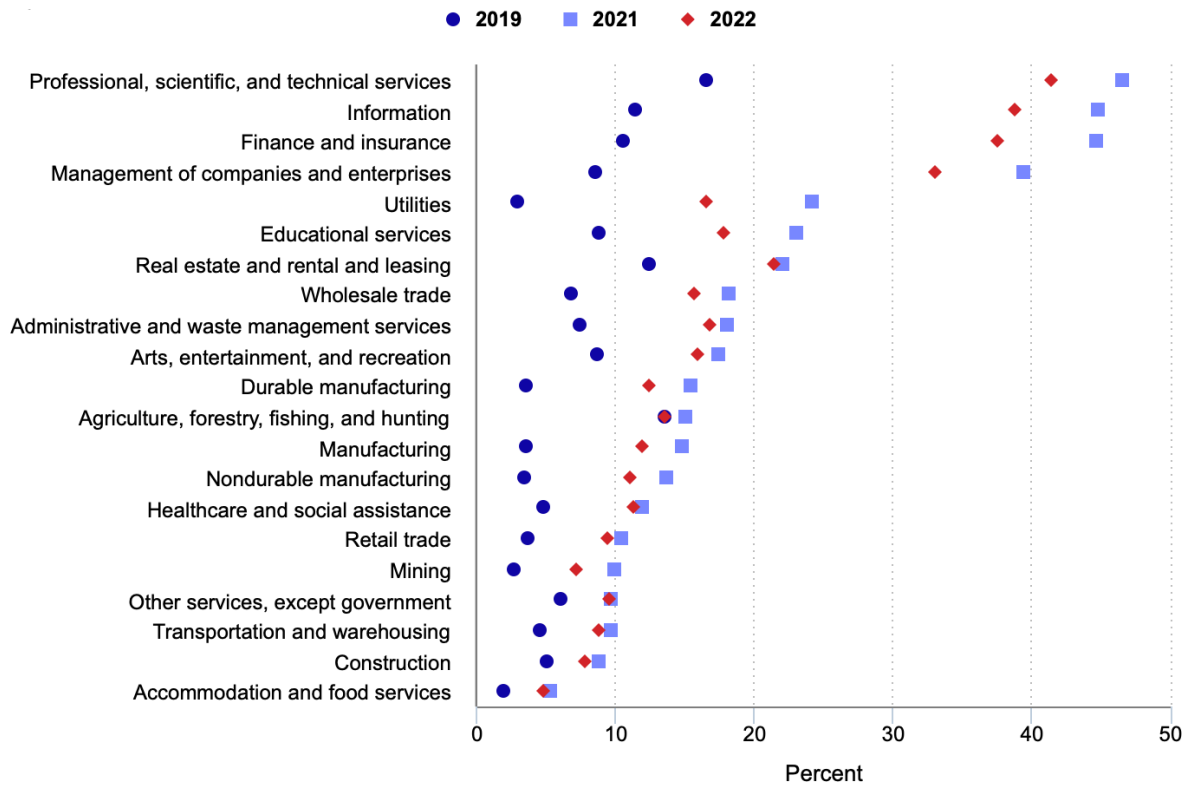 2019 2021 2022
Professional, scientific, and technical services
Information
Finance and insurance
Management of companies and enterprises
Utilities
Educational services
Real estate and rental and leasing
Wholesale trade
Administrative and waste management services
Arts, entertainment, and recreation
Durable manufacturing
Agriculture, forestry, fishing, and hunting
Manufacturing
Nondurable manufacturing
Healthcare and social assistance
Retail trade
Mining
Other services, except government
Transportation and warehousing
Construction
Accommodation and food services
0 10 20 30 40 50
Percent